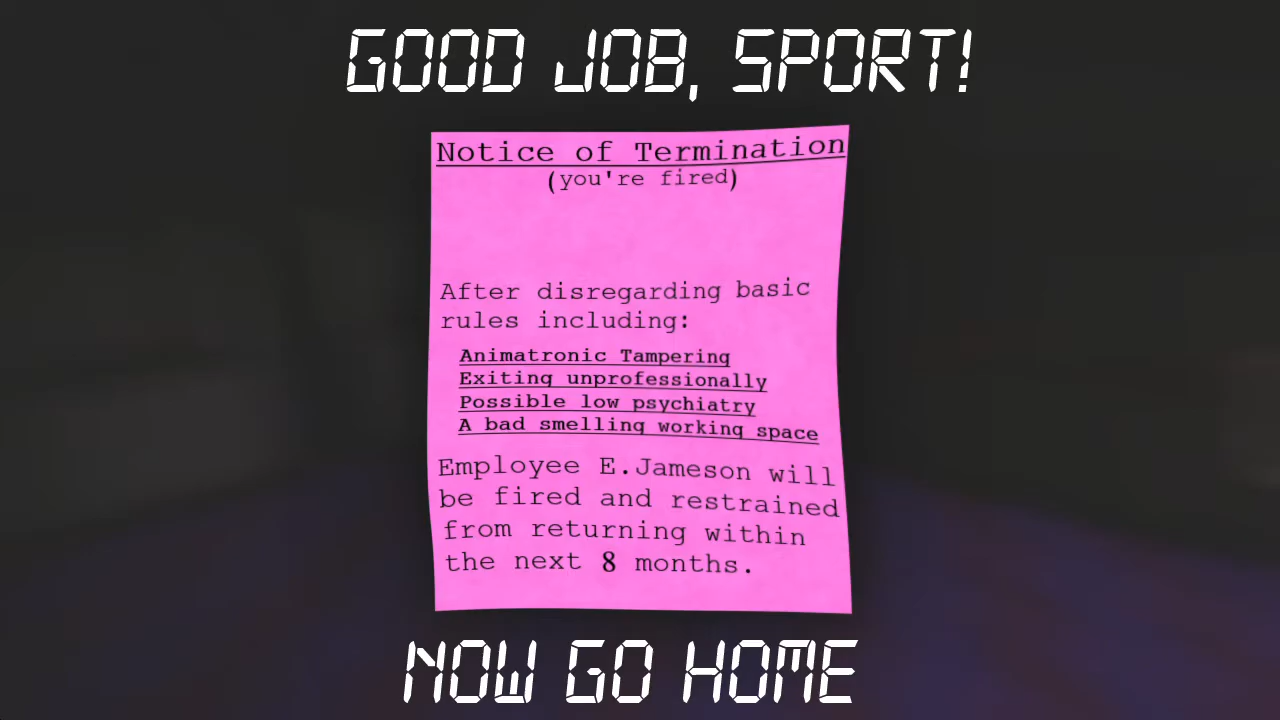 GOOD JOB, SPORT!
Notice of Termination
(you're fired)
After disregarding basic
rules including:
Animatronic Tampering
Exiting unprofessionally
Possible low psychiatry
A bad smelling working space
Employee E.Jameson will
be fired and restrained
from returning within
the next 8 months.
NOW GO HOME